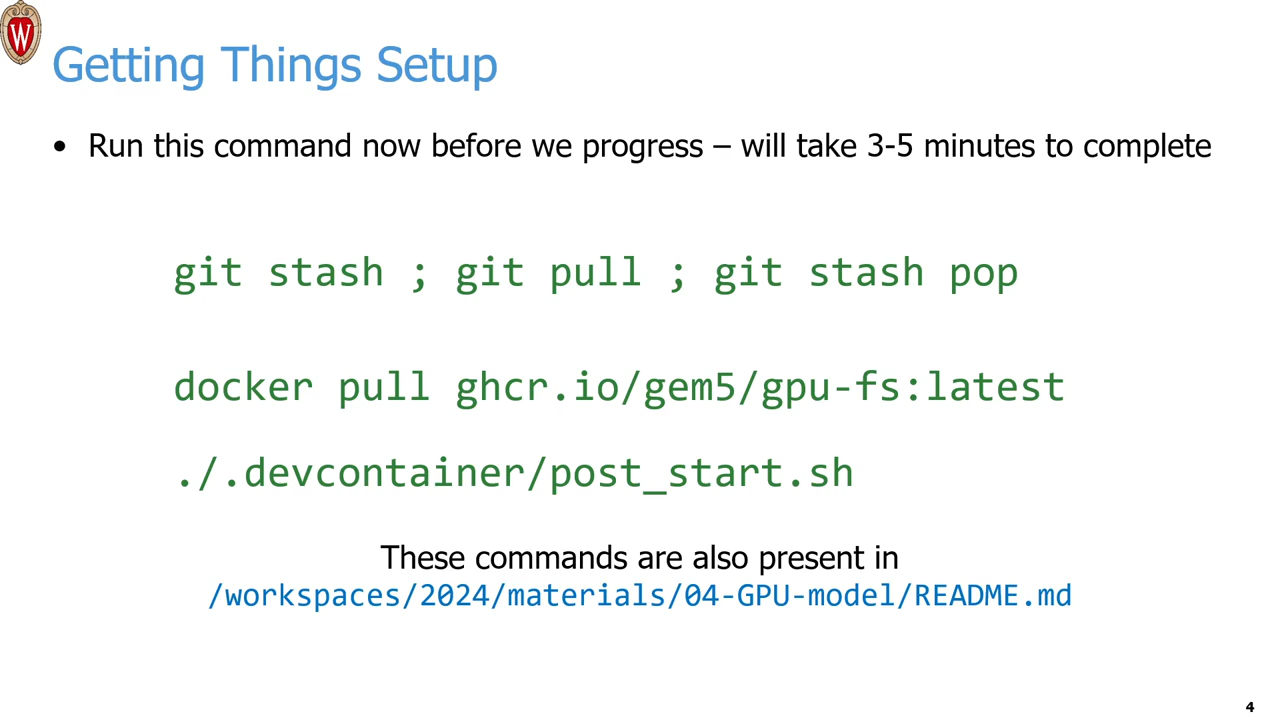 W
Getting Things Setup
• Run this command now before we progress – will take 3-5 minutes to complete
git stash ; git pull ; git stash pop
docker pull ghcr.io/gem5/gpu-fs:latest
./.devcontainer/post_start.sh
These commands are also present in
/workspaces/2024/materials/04-GPU-model/README.md
4